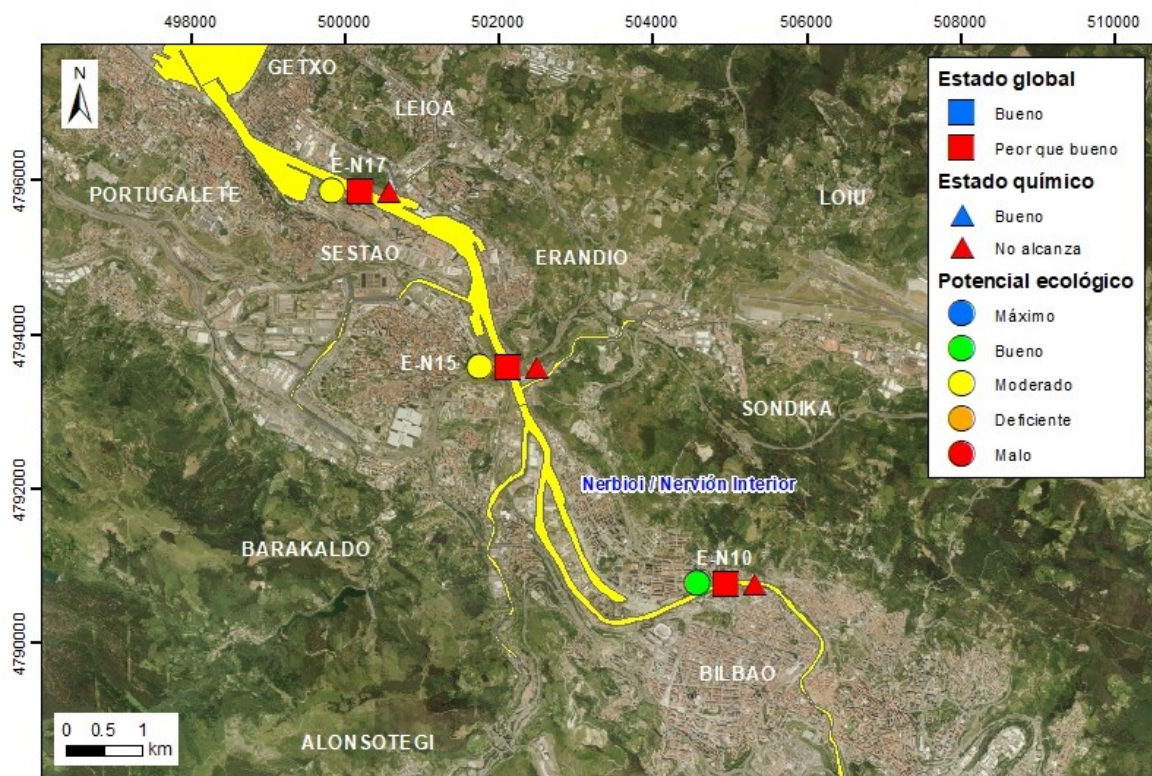 498000 500000 502000 504000 506000 508000 510000
4796000
4794000
4792000
4790000
N
GETXO
LEIOA
E-N17
PORTUGALETE
LOIU
SESTAO
ERANDIO
E-N15
SONDIKA
Nerbioi / Nervión Interior
BARAKALDO
E-N10
BILBAO
ALONSOTEGI
0 0.5 1
km
Estado global
Bueno
Peor que bueno
Estado químico
Bueno
No alcanza
Potencial ecológico
Máximo
Bueno
Moderado
Deficiente
Malo